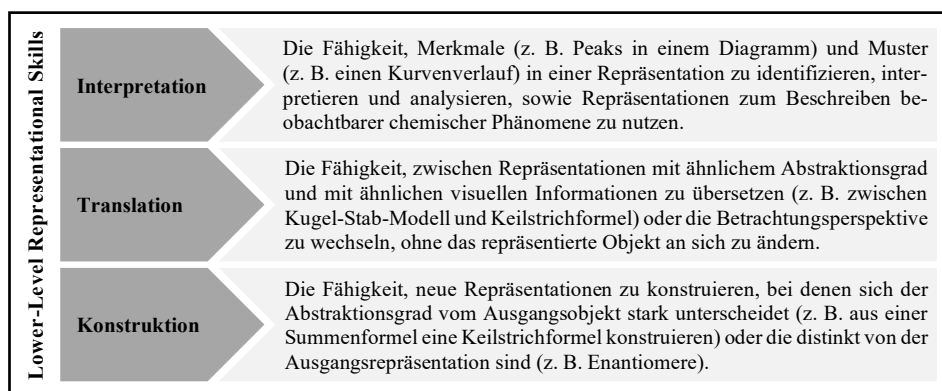 Lower-Level Representational Skills
Interpretation
Die Fähigkeit, Merkmale (z. B. Peaks in einem Diagramm) und Muster
(z. B. einen Kurvenverlauf) in einer Repräsentation zu identifizieren, inter-
pretieren und analysieren, sowie Repräsentationen zum Beschreiben be-
obachtbarer chemischer Phänomene zu nutzen.
Translation
Die Fähigkeit, zwischen Repräsentationen mit ähnlichem Abstraktionsgrad
und mit ähnlichen visuellen Informationen zu übersetzen (z. B. zwischen
Kugel-Stab-Modell und Keilstrichformel) oder die Betrachtungsperspektive
zu wechseln, ohne das repräsentierte Objekt an sich zu ändern.
Konstruktion
Die Fähigkeit, neue Repräsentationen zu konstruieren, bei denen sich der
Abstraktionsgrad vom Ausgangsobjekt stark unterscheidet (z. B. aus einer
Summenformel eine Keilstrichformel konstruieren) oder die distinkt von der
Ausgangsrepräsentation sind (z. B. Enantiomere).